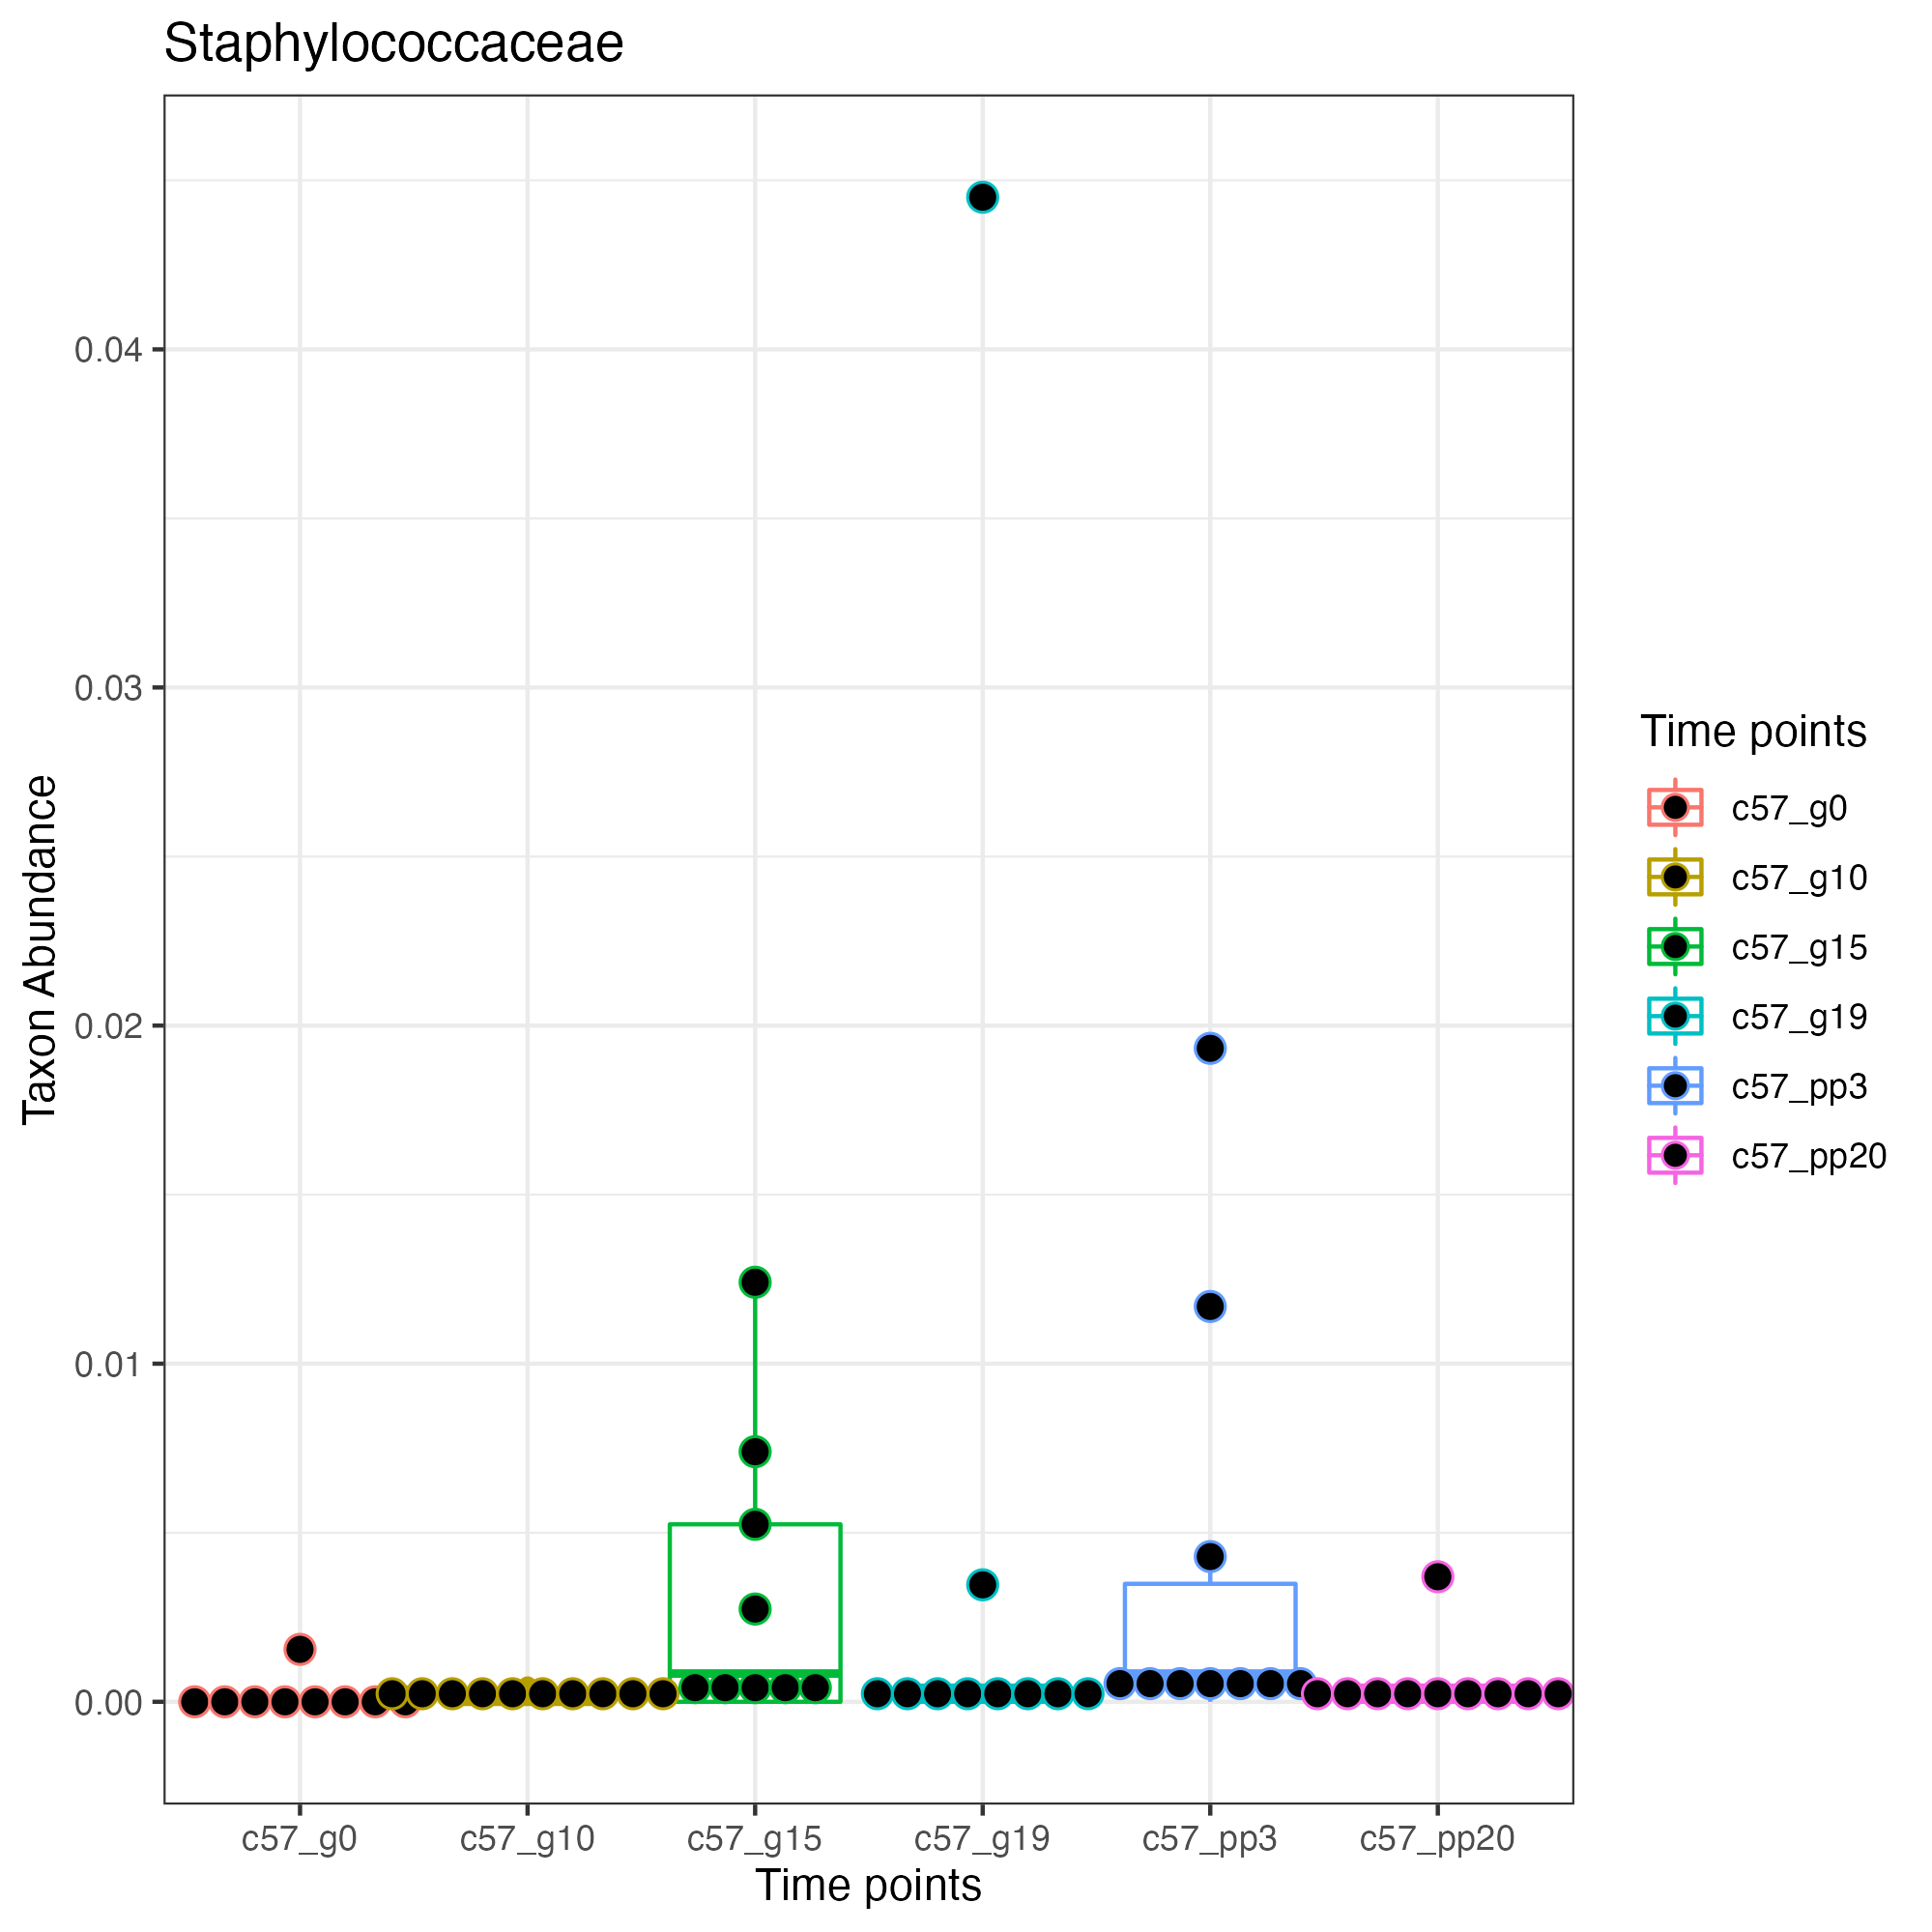 Staphylococcaceae
Taxon Abundance
0.04
0.03
0.02
0.01
0.00
c57_g0 c57_g10 c57_g15 c57_g19 c57_pp3 c57_pp20
Time points
Time points
c57_g0
c57_g10
c57_g15
c57_g19
c57_pp3
c57_pp20